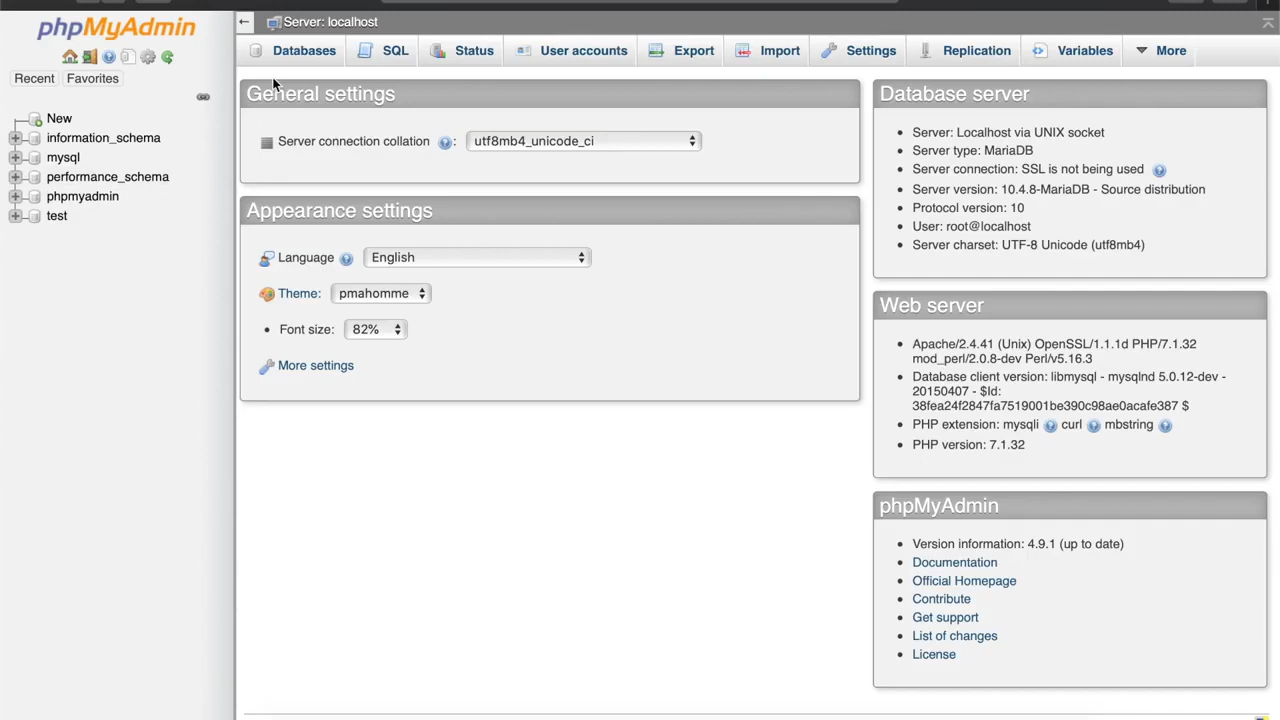 phpMyAdmin
Recent
Favorites
New
information_schema
mysql
performance_schema
phpmyadmin
test
Server: localhost
Databases
SQL
Status
User accounts
Export
Import
Settings
Replication
Variables
More
General settings
Server connection collation :
utf8mb4_unicode_ci
Appearance settings
Language
English
Theme:
pmahomme
Font size:
82%
More settings
Database server
Server: Localhost via UNIX socket
Server type: MariaDB
Server connection: SSL is not being used
Server version: 10.4.8-MariaDB - Source distribution
Protocol version: 10
User: root@localhost
Server charset: UTF-8 Unicode (utf8mb4)
Web server
Apache/2.4.41 (Unix) OpenSSL/1.1.1d PHP/7.1.32
mod_perl/2.0.8-dev Perl/v5.16.3
Database client version: libmysql - mysqlnd 5.0.12-dev -
20150407 - $Id:
38fea24f2847fa7519001be390c98ae0acafe387 $
PHP extension: mysqli curl mbstring
PHP version: 7.1.32
phpMyAdmin
Version information: 4.9.1 (up to date)
Documentation
Official Homepage
Contribute
Get support
List of changes
License